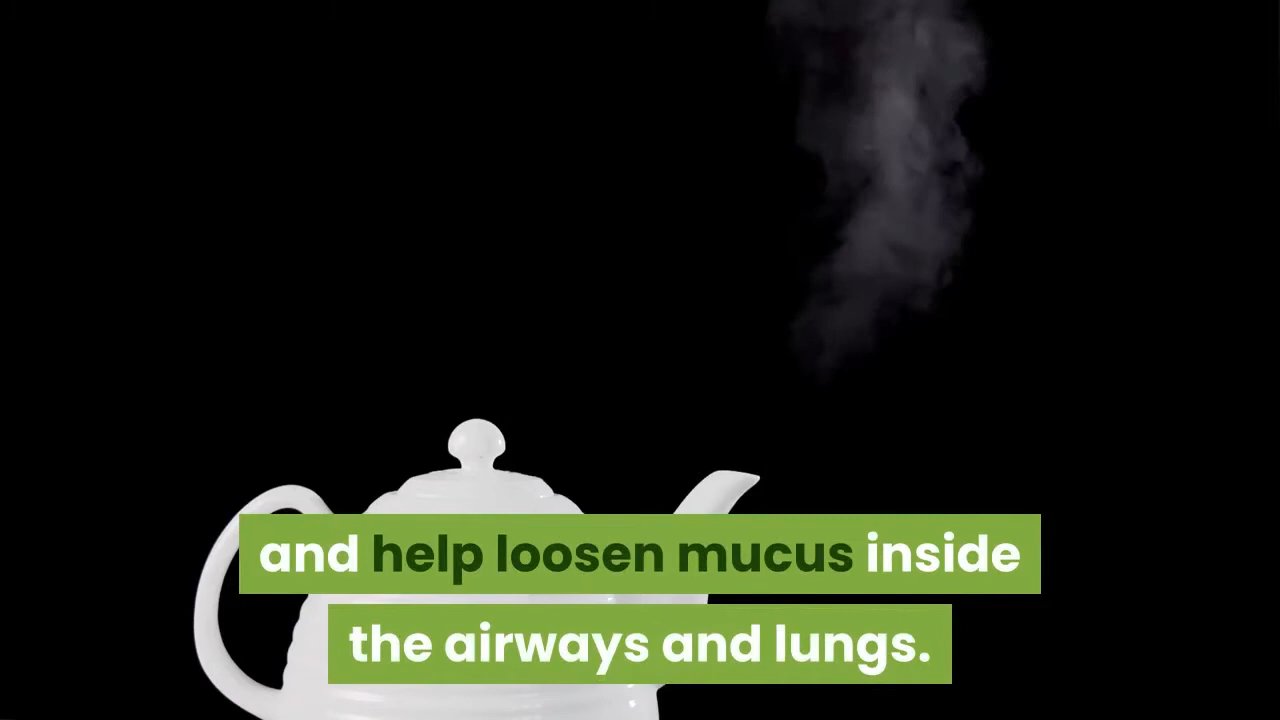 and help loosen mucus inside
the airways and lungs.